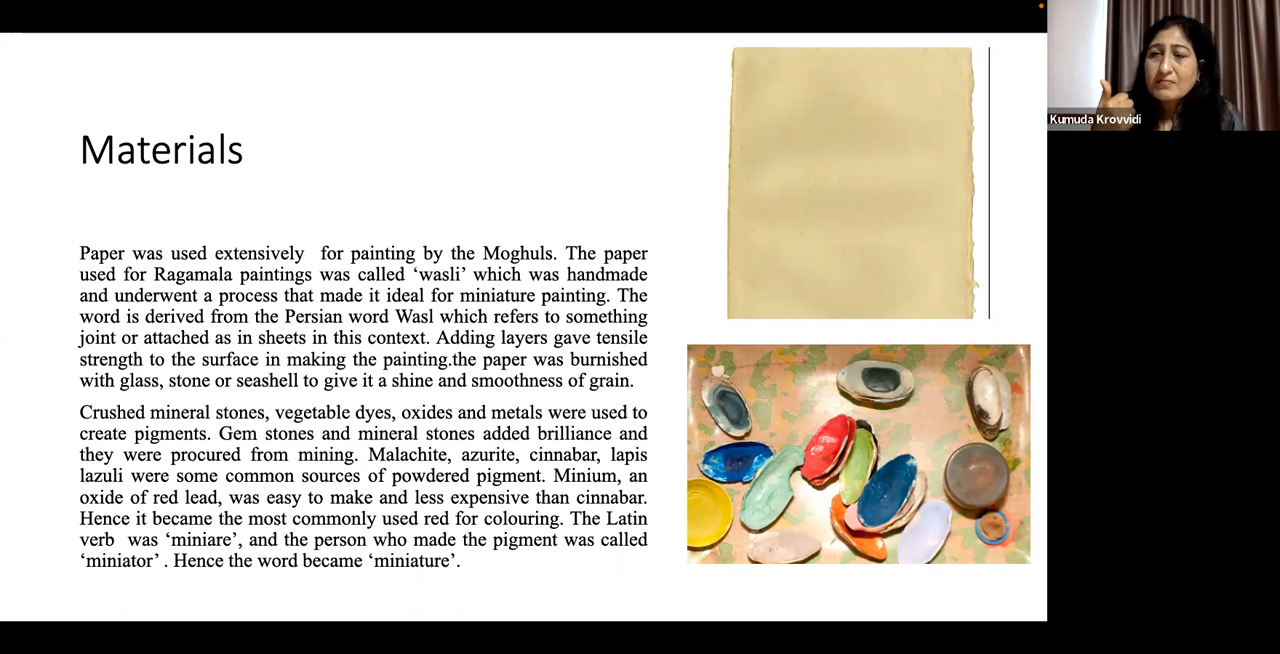 Materials
Paper was used extensively for painting by the Moghuls. The paper
used for Ragamala paintings was called ‘wasli’ which was handmade
and underwent a process that made it ideal for miniature painting. The
word is derived from the Persian word Wasl which refers to something
joint or attached as in sheets in this context. Adding layers gave tensile
strength to the surface in making the painting.the paper was burnished
with glass, stone or seashell to give it a shine and smoothness of grain.
Crushed mineral stones, vegetable dyes, oxides and metals were used to
create pigments. Gem stones and mineral stones added brilliance and
they were procured from mining. Malachite, azurite, cinnabar, lapis
lazuli were some common sources of powdered pigment. Minium, an
oxide of red lead, was easy to make and less expensive than cinnabar.
Hence it became the most commonly used red for colouring. The Latin
verb was ‘miniare’, and the person who made the pigment was called
‘miniator’ . Hence the word became ‘miniature’.
Kumuda Krovvidi